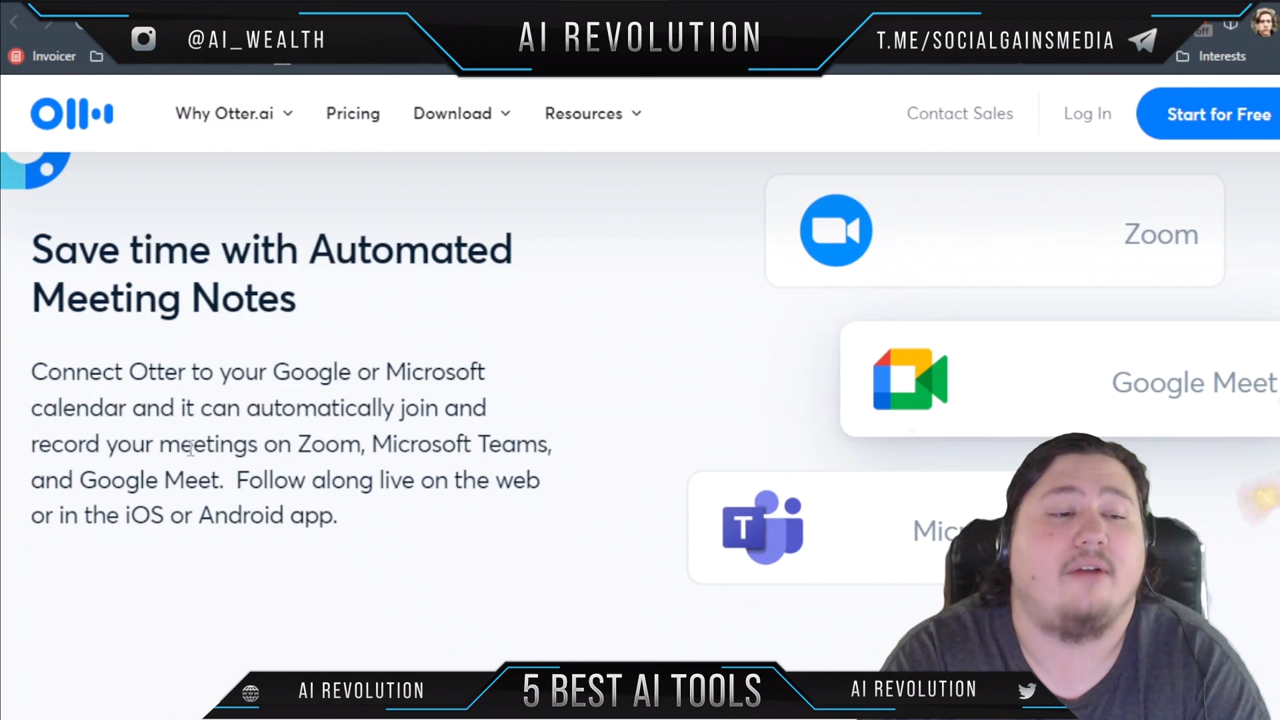 @AI_WEALTH
AI REVOLUTION
T.ME/SOCIALGAINSMEDIA
off
Invoicer
Interests
Why Otter.ai
Pricing
Download
Resources
Contact Sales
Log In
Start for Free
Save time with Automated
Meeting Notes
Connect Otter to your Google or Microsoft
calendar and it can automatically join and
record your meetings on Zoom, Microsoft Teams,
and Google Meet. Follow along live on the web
or in the iOS or Android app.
Zoom
Google Meet
T
Mic
AI REVOLUTION
5 BEST AI TOOLS
AI REVOLUTION